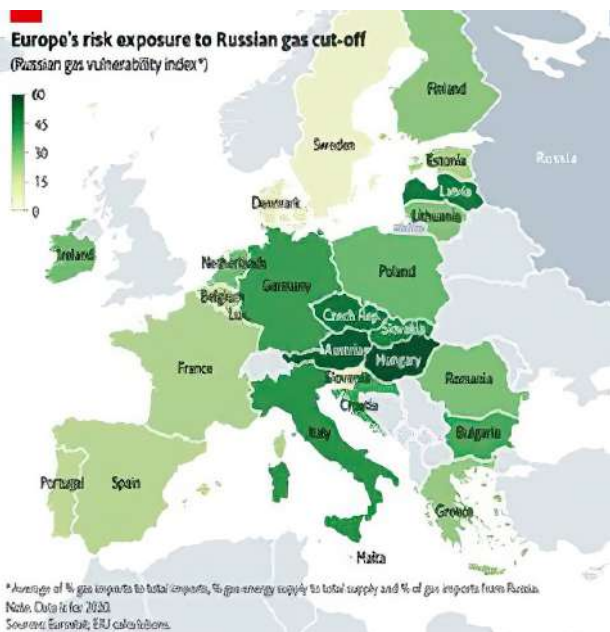 Europe's risk exposure to Russian gas cut-off
(Russian gas vulnerability index*)
60
45
30
15
0
Finland
Sweden
Estonia
Russia
Latvia
Denmark
Lithuania
Ireland
Netherlands
Poland
Germany
Belgium
Lux
Czech Rep.
Slovakia
Austria
Hungary
France
Slovenia
Romania
Croatia
Italy
Bulgaria
Portugal
Spain
Greece
Malta
*Average of % gas imports to total imports, % gas energy supply to total supply and % of gas imports from Russia.
Note. Data is for 2020.
Sources: Eurostat; EIU calculations.